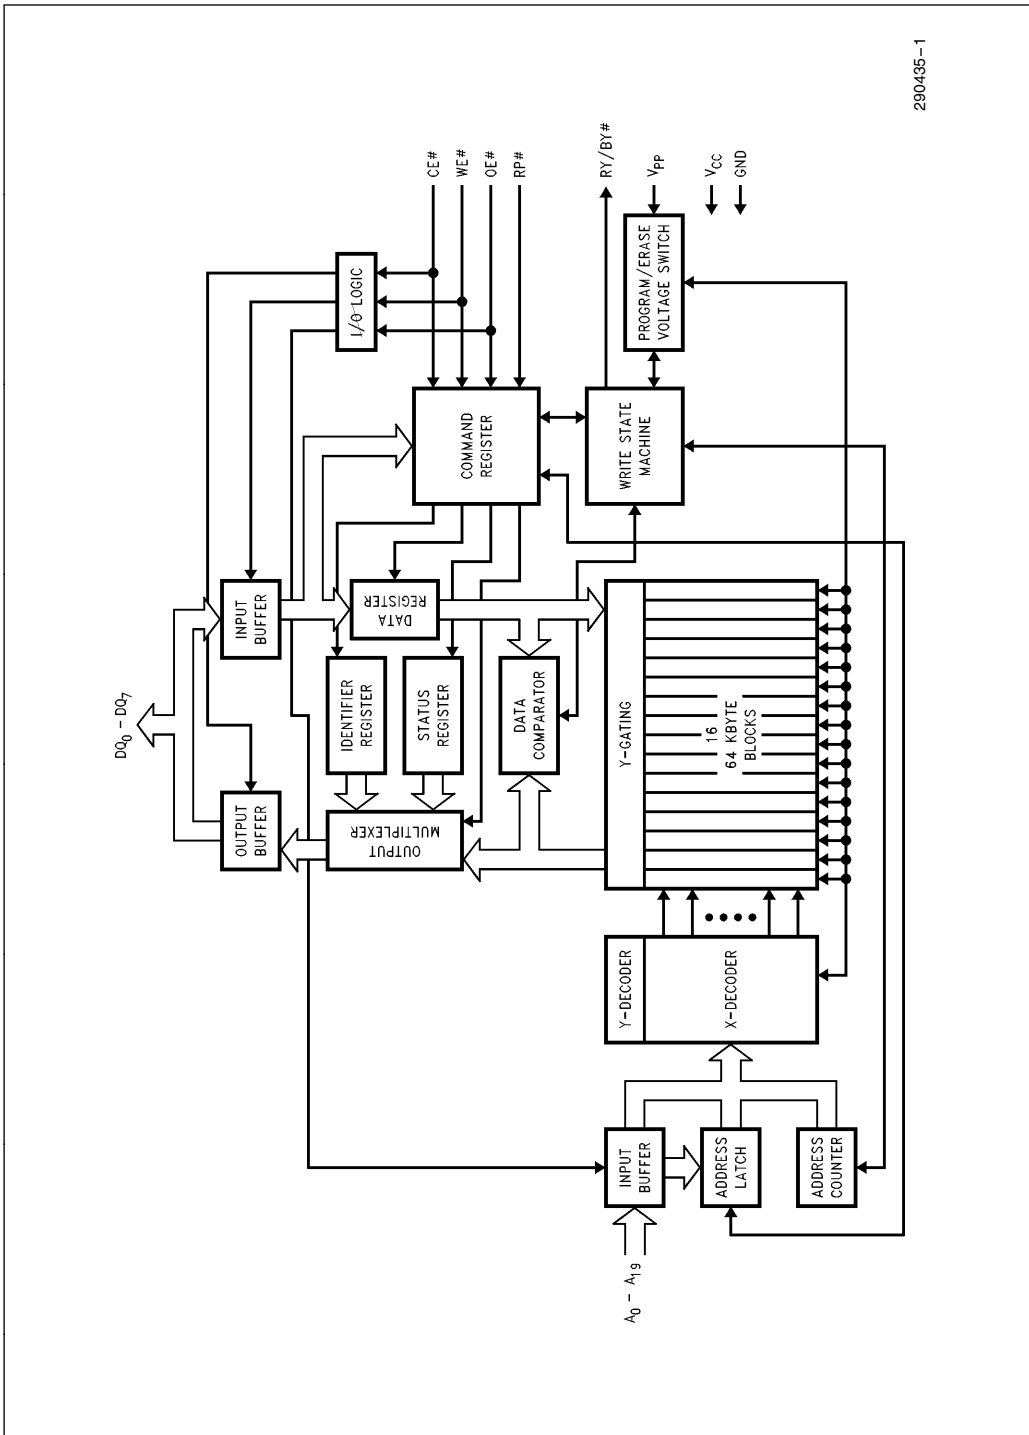 DQ₀ – DQ₇
OUTPUT
BUFFER
INPUT
BUFFER
I/O LOGIC
CE#
WE#
OE#
RP#
IDENTIFIER
REGISTER
STATUS
REGISTER
DATA
REGISTER
OUTPUT
MULTIPLEXER
DATA
COMPARATOR
COMMAND
REGISTER
A₀ – A₁₉
INPUT
BUFFER
ADDRESS
LATCH
ADDRESS
COUNTER
Y-DECODER
X-DECODER
Y-GATING
16
64 KBYTE
BLOCKS
WRITE STATE
MACHINE
PROGRAM/ERASE
VOLTAGE SWITCH
RY/BY#
VPP
VCC
GND
290435-1